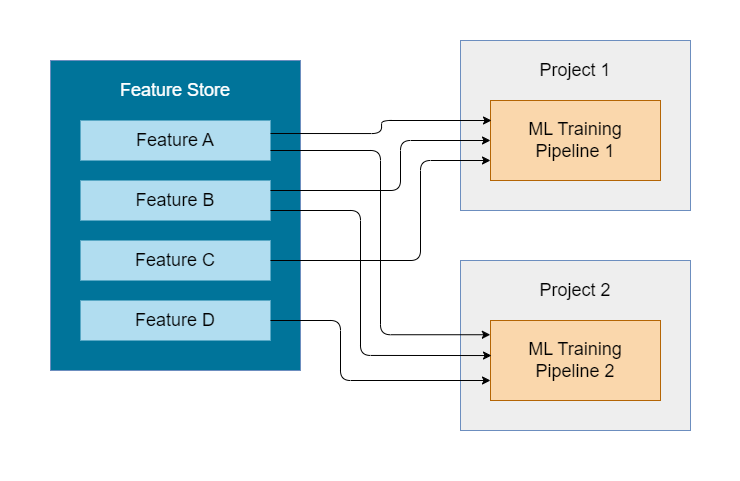 Feature Store
Feature A
Feature B
Feature C
Feature D
Project 1
ML Training
Pipeline 1
Project 2
ML Training
Pipeline 2